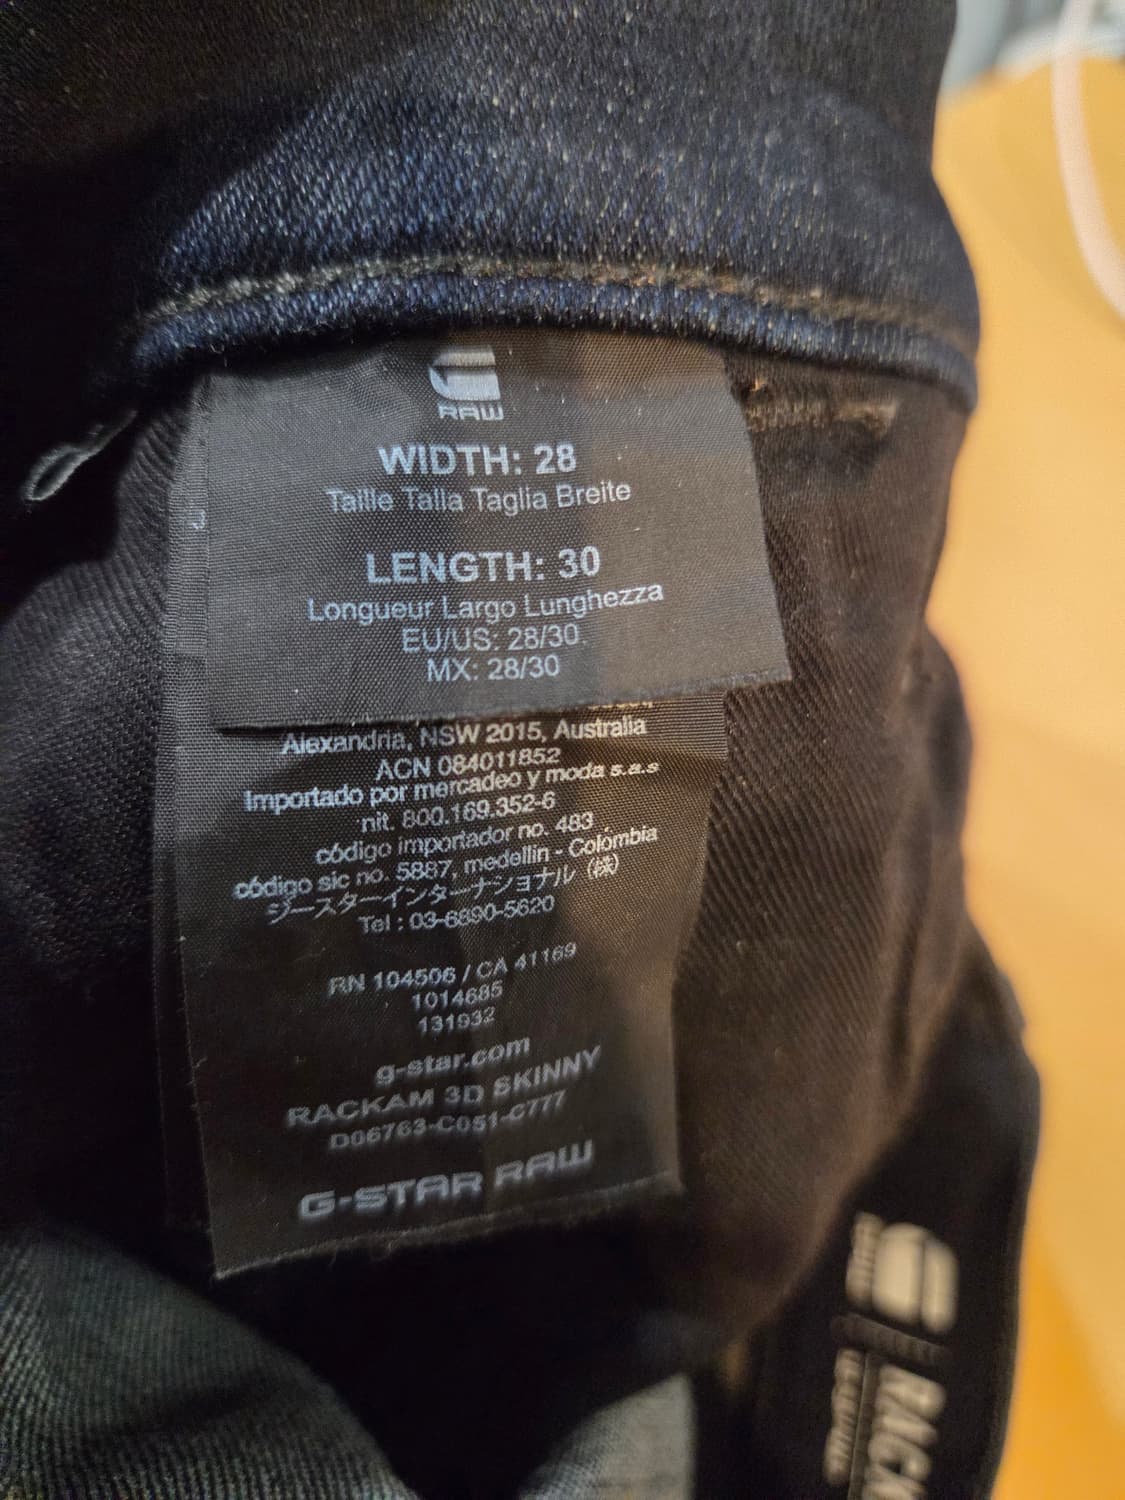 RAW
WIDTH: 28
Taille Talla Taglia Breite
LENGTH: 30
Longueur Largo Lunghezza
EU/US: 28/30
MX: 28/30
Alexandria, NSW 2015, Australia
ACN 084011852
Importado por mercadeo y moda s.a.s
nit. 800.169.352-6
código importador no. 483
código sic no. 5887, medellin - Colombia
ジースターインターナショナル (株)
Tel : 03-6890-5620
RN 104506 / CA 41169
1014685
131932
g-star.com
RACKAM 3D SKINNY
D06763-C051-C777
G-STAR RAW